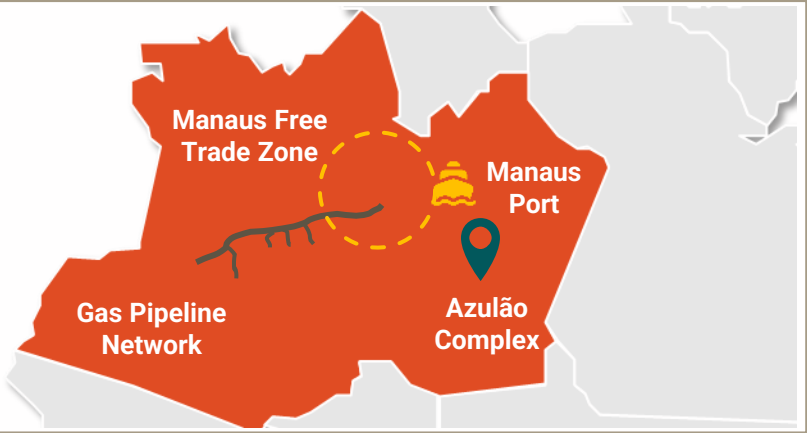 Manaus Free
Trade Zone
Manaus
Port
Gas Pipeline
Network
Azulão
Complex